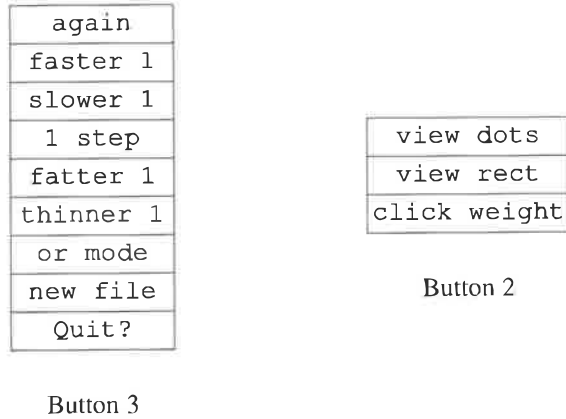 again
faster 1
slower 1
1 step
fatter 1
thinner 1
or mode
new file
Quit?
Button 3
view dots
view rect
click weight
Button 2